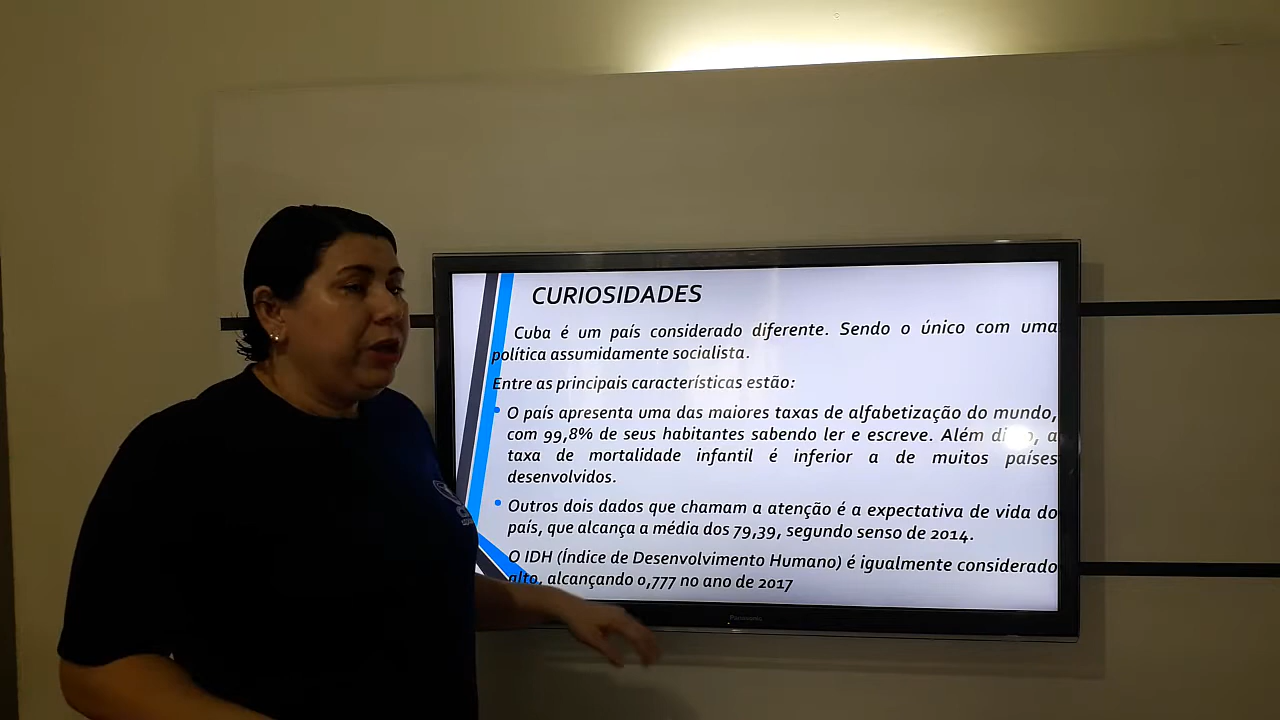 CURIOSIDADES
Cuba é um país considerado diferente. Sendo o único com uma
política assumidamente socialista.
Entre as principais características estão:
• O país apresenta uma das maiores taxas de alfabetização do mundo,
com 99,8% de seus habitantes sabendo ler e escreve. Além a
taxa de mortalidade infantil é inferior a de muitos países
desenvolvidos.
• Outros dois dados que chamam a atenção é a expectativa de vida do
país, que alcança a média dos 79,39, segundo senso de 2014.
O IDH (Índice de Desenvolvimento Humano) é igualmente considerado
alto, alcançando 0,777 no ano de 2017
Panasonic